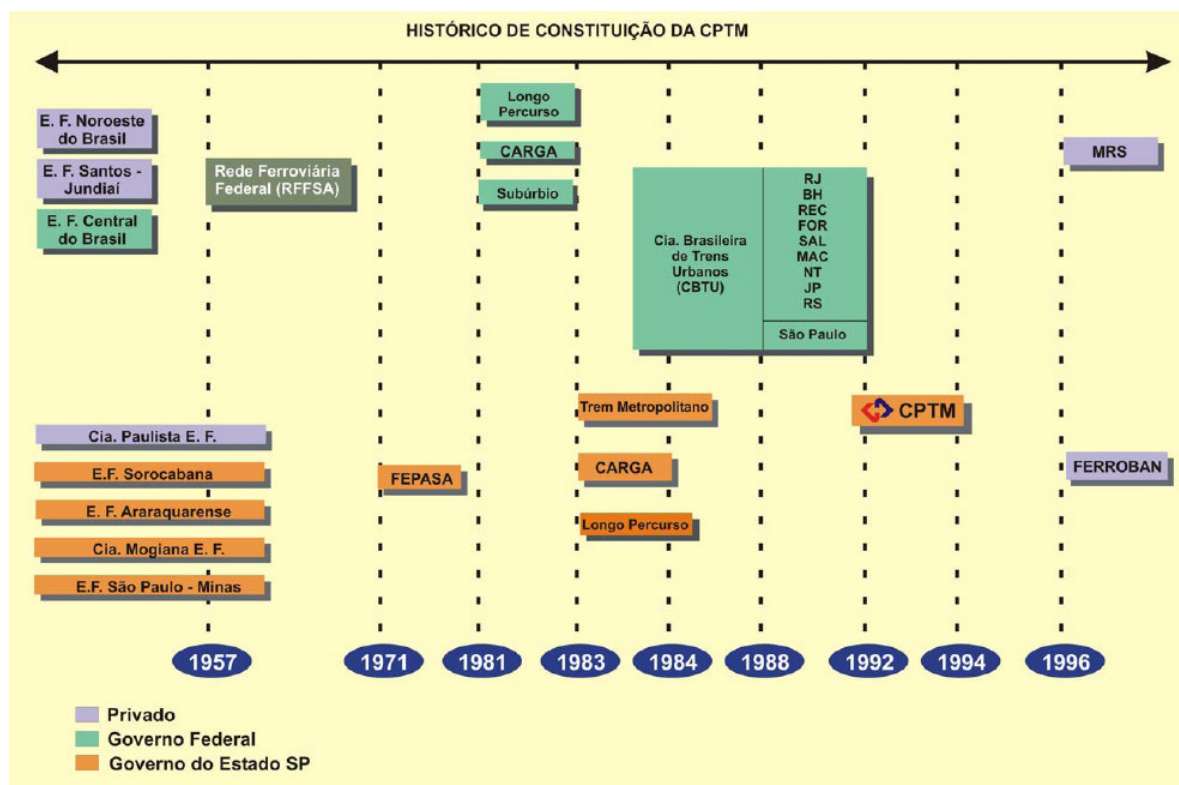 HISTÓRICO DE CONSTITUIÇÃO DA CPTM
E. F. Noroeste
do Brasil
E. F. Santos -
Jundiaí
E. F. Central
do Brasil
Rede Ferroviária
Federal (RFFSA)
Longo
Percurso
CARGA
Subúrbio
Cia. Brasileira
de Trens
Urbanos
(CBTU)
RJ
BH
REC
FOR
SAL
MAC
NT
JP
RS
São Paulo
MRS
Cia. Paulista E. F.
E.F. Sorocabana
E. F. Araraquarense
Cia. Mogiana E. F.
E.F. São Paulo - Minas
FEPASA
Trem Metropolitano
CARGA
Longo Percurso
CPTM
FERROBAN
1957
1971
1981
1983
1984
1988
1992
1994
1996
Privado
Governo Federal
Governo do Estado SP